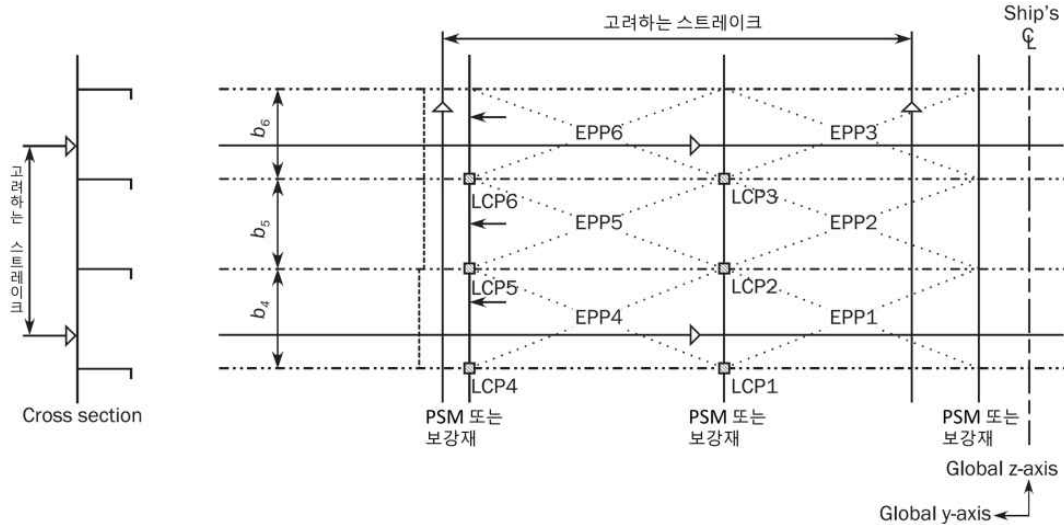 Ship's
℄
고려하는 스트레이크
b6
EPP6
EPP3
고려하는 스트레이크
LCP6
LCP3
b5
EPP5
EPP2
LCP5
LCP2
b4
EPP4
EPP1
LCP4
LCP1
Cross section
PSM 또는
보강재
PSM 또는
보강재
PSM 또는
보강재
Global z-axis
Global y-axis